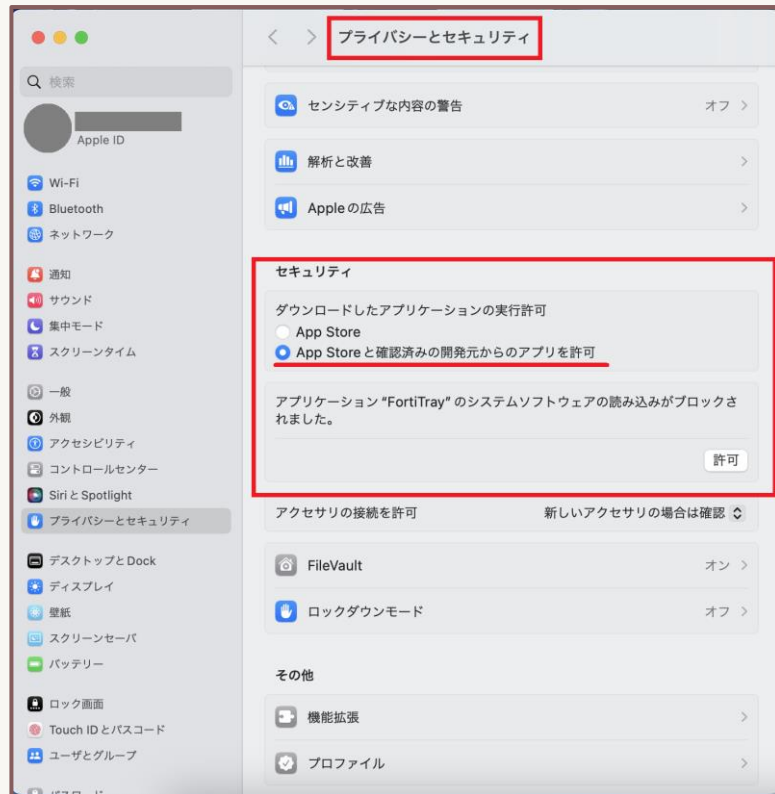 プライバシーとセキュリティ
検索
Apple ID
Wi-Fi
Bluetooth
ネットワーク
通知
サウンド
集中モード
スクリーンタイム
一般
外観
アクセシビリティ
コントロールセンター
Siri と Spotlight
プライバシーとセキュリティ
デスクトップと Dock
ディスプレイ
壁紙
スクリーンセーバ
バッテリー
ロック画面
Touch ID とパスコード
ユーザとグループ
センシティブな内容の警告 オフ
解析と改善
Apple の広告
セキュリティ
ダウンロードしたアプリケーションの実行許可
App Store
App Store と確認済みの開発元からのアプリを許可
アプリケーション “FortiTray” のシステムソフトウェアの読み込みがブロックさ
れました。
許可
アクセサリの接続を許可 新しいアクセサリの場合は確認
FileVault オン
ロックダウンモード オフ
その他
機能拡張
プロファイル